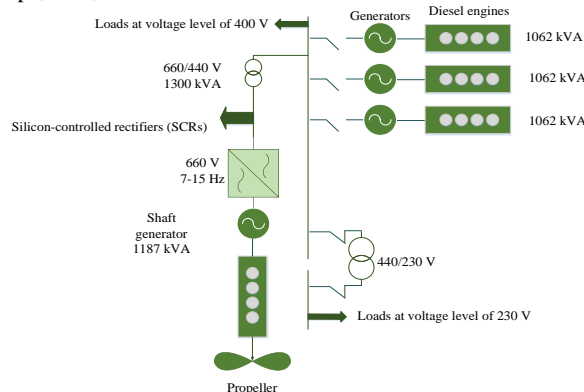 Loads at voltage level of 400 V
Generators
Diesel engines
1062 kVA
1062 kVA
1062 kVA
660/440 V
1300 kVA
Silicon-controlled rectifiers (SCRs)
660 V
7-15 Hz
Shaft
generator
1187 kVA
440/230 V
Loads at voltage level of 230 V
Propeller